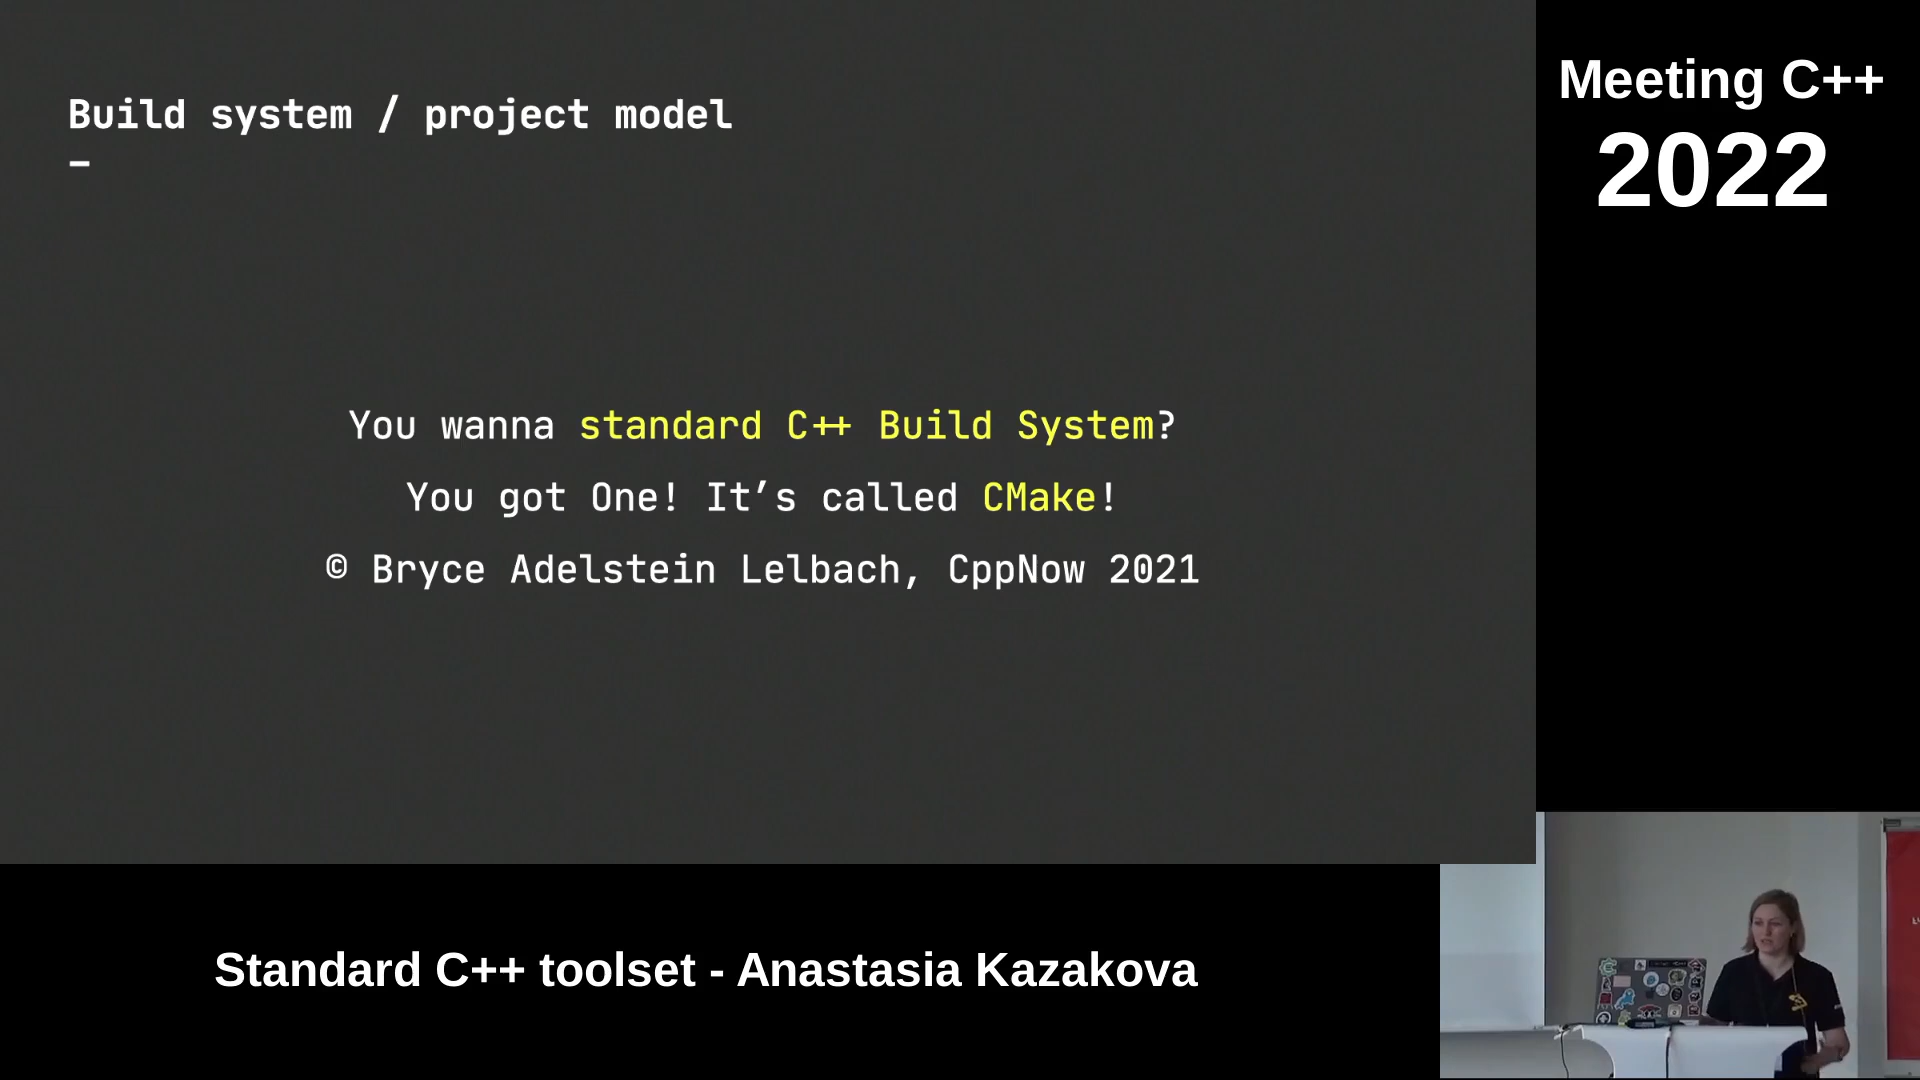 Build system / project model
–
You wanna standard C++ Build System?
You got One! It’s called CMake!
© Bryce Adelstein Lelbach, CppNow 2021
Meeting C++
2022
Standard C++ toolset - Anastasia Kazakova